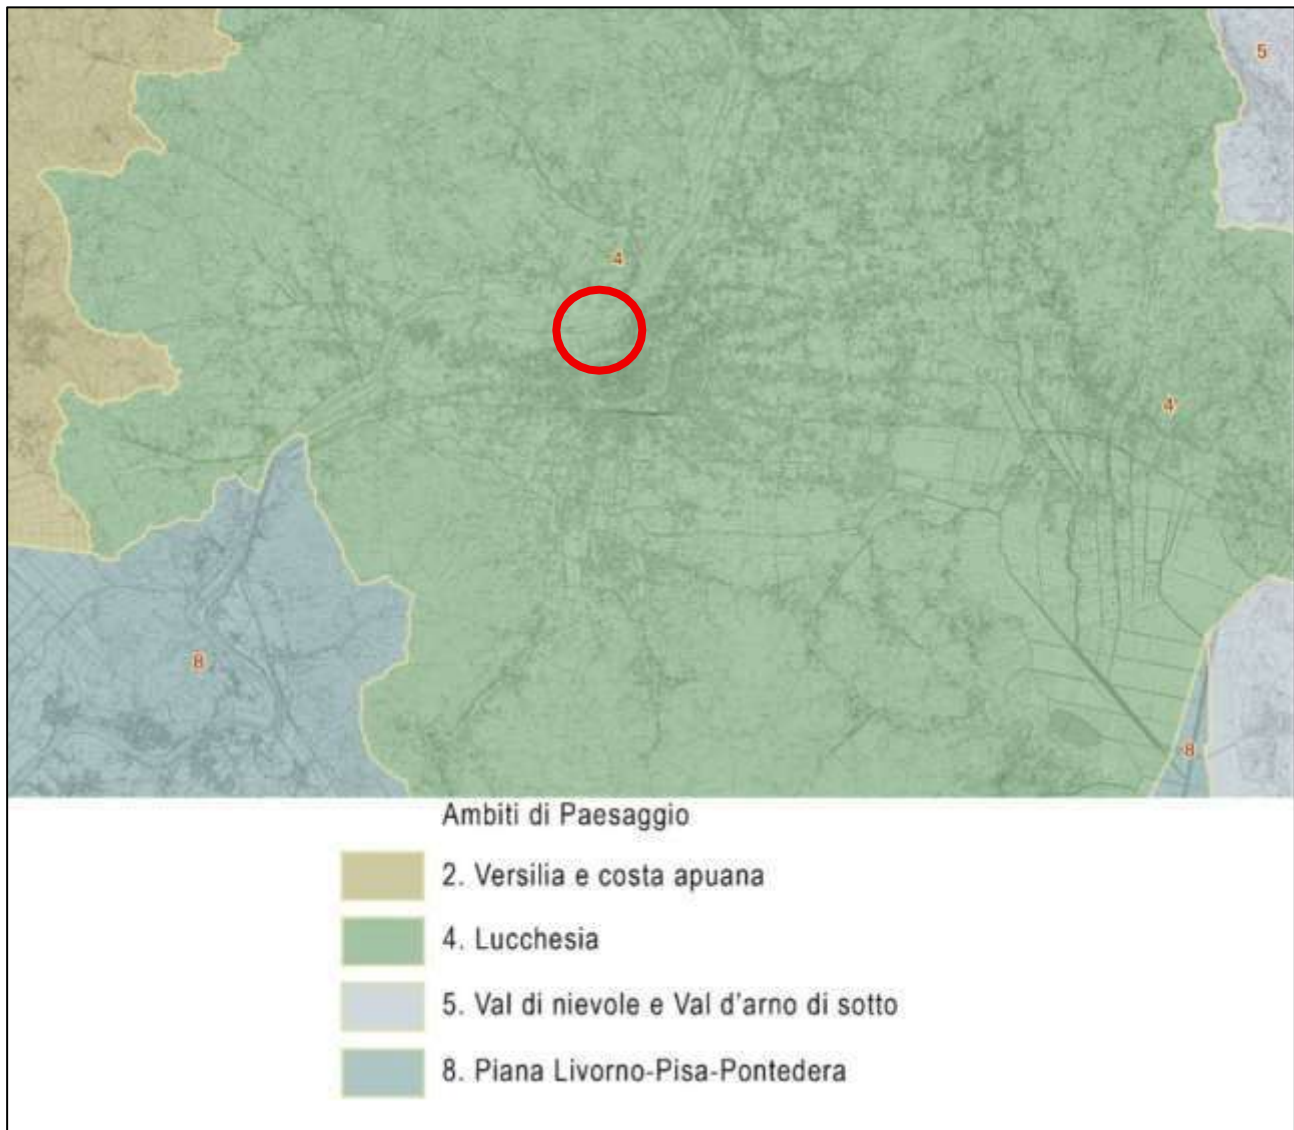 5
4
4
8
8
Ambiti di Paesaggio
2. Versilia e costa apuana
4. Lucchesia
5. Val di nievole e Val d'arno di sotto
8. Piana Livorno-Pisa-Pontedera